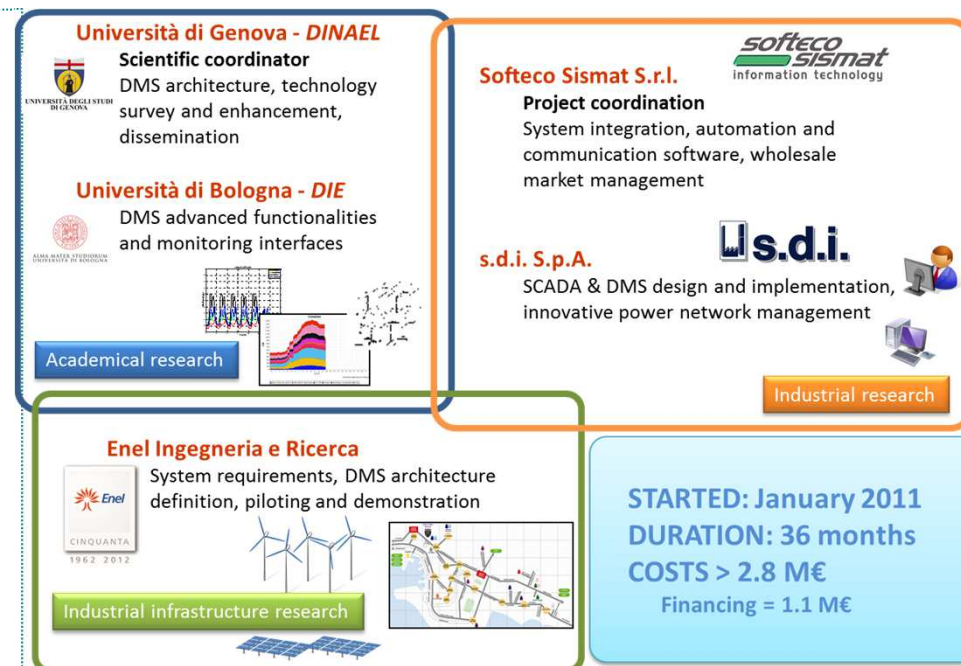 Università di Genova - DINAEL
Scientific coordinator
DMS architecture, technology
survey and enhancement,
dissemination
UNIVERSITÀ DEGLI STUDI
DI GENOVA
Università di Bologna - DIE
DMS advanced functionalities
and monitoring interfaces
ALMA MATER STUDIORUM
UNIVERSITÀ DI BOLOGNA
Academical research
softeco
sismat
information technology
Softeco Sismat S.r.l.
Project coordination
System integration, automation and
communication software, wholesale
market management
s.d.i.
s.d.i. S.p.A.
SCADA & DMS design and implementation,
innovative power network management
Industrial research
Enel Ingegneria e Ricerca
System requirements, DMS architecture
definition, piloting and demonstration
Enel
CINQUANTA
1962 2012
Industrial infrastructure research
STARTED: January 2011
DURATION: 36 months
COSTS > 2.8 M€
Financing = 1.1 M€